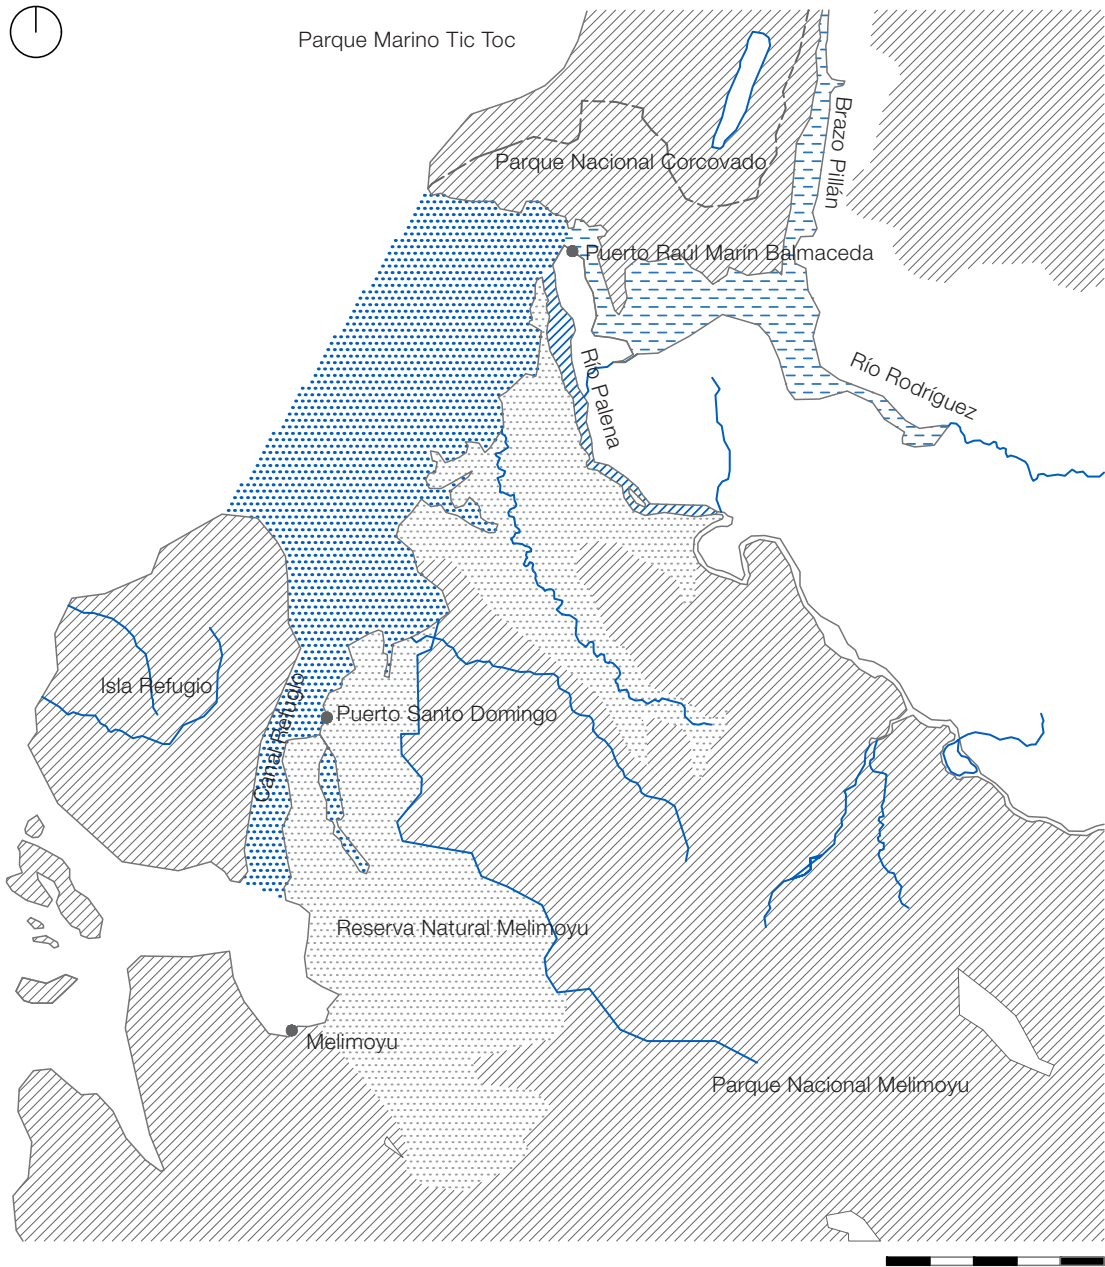 Parque Marino Tic Toc
Brazo Pillán
Parque Nacional Corcovado
Puerto Raúl Marín Balmaceda
Río Palena
Río Rodríguez
Isla Refugio
Canal Refugio
Puerto Santo Domingo
Reserva Natural Melimoyu
Melimoyu
Parque Nacional Melimoyu